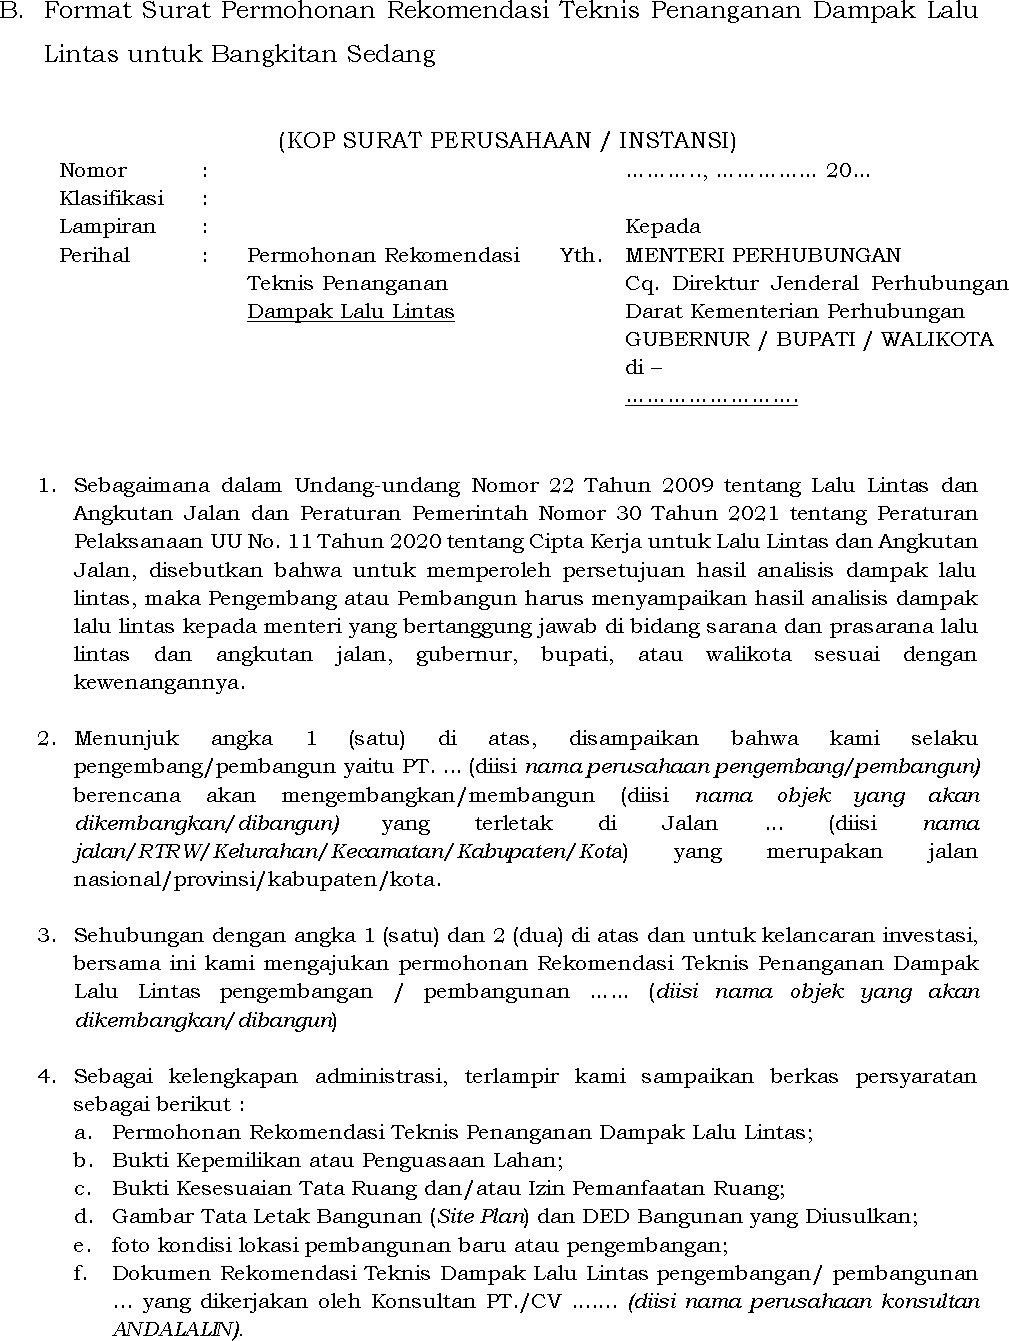 B. Format Surat Permohonan Rekomendasi Teknis Penanganan Dampak Lalu
Lintas untuk Bangkitan Sedang
(KOP SURAT PERUSAHAAN / INSTANSI)
Nomor : ..........., .............. 20...
Klasifikasi :
Lampiran : Kepada
Perihal : Permohonan Rekomendasi Yth. MENTERI PERHUBUNGAN
Teknis Penanganan Cq. Direktur Jenderal Perhubungan
Dampak Lalu Lintas Darat Kementerian Perhubungan
GUBERNUR / BUPATI / WALIKOTA
di –
.........................
1. Sebagaimana dalam Undang-undang Nomor 22 Tahun 2009 tentang Lalu Lintas dan
Angkutan Jalan dan Peraturan Pemerintah Nomor 30 Tahun 2021 tentang Peraturan
Pelaksanaan UU No. 11 Tahun 2020 tentang Cipta Kerja untuk Lalu Lintas dan Angkutan
Jalan, disebutkan bahwa untuk memperoleh persetujuan hasil analisis dampak lalu
lintas, maka Pengembang atau Pembangun harus menyampaikan hasil analisis dampak
lalu lintas kepada menteri yang bertanggung jawab di bidang sarana dan prasarana lalu
lintas dan angkutan jalan, gubernur, bupati, atau walikota sesuai dengan
kewenangannya.
2. Menunjuk angka 1 (satu) di atas, disampaikan bahwa kami selaku
pengembang/pembangun yaitu PT. ... (diisi nama perusahaan pengembang/pembangun)
berencana akan mengembangkan/membangun (diisi nama objek yang akan
dikembangkan/dibangun) yang terletak di Jalan ... (diisi nama
jalan/RTRW/Kelurahan/Kecamatan/Kabupaten/Kota) yang merupakan jalan
nasional/provinsi/kabupaten/kota.
3. Sehubungan dengan angka 1 (satu) dan 2 (dua) di atas dan untuk kelancaran investasi,
bersama ini kami mengajukan permohonan Rekomendasi Teknis Penanganan Dampak
Lalu Lintas pengembangan / pembangunan ...... (diisi nama objek yang akan
dikembangkan/dibangun)
4. Sebagai kelengkapan administrasi, terlampir kami sampaikan berkas persyaratan
sebagai berikut :
a. Permohonan Rekomendasi Teknis Penanganan Dampak Lalu Lintas;
b. Bukti Kepemilikan atau Penguasaan Lahan;
c. Bukti Kesesuaian Tata Ruang dan/atau Izin Pemanfaatan Ruang;
d. Gambar Tata Letak Bangunan (Site Plan) dan DED Bangunan yang Diusulkan;
e. foto kondisi lokasi pembangunan baru atau pengembangan;
f. Dokumen Rekomendasi Teknis Dampak Lalu Lintas pengembangan/ pembangunan
... yang dikerjakan oleh Konsultan PT./CV ....... (diisi nama perusahaan konsultan
ANDALALIN).